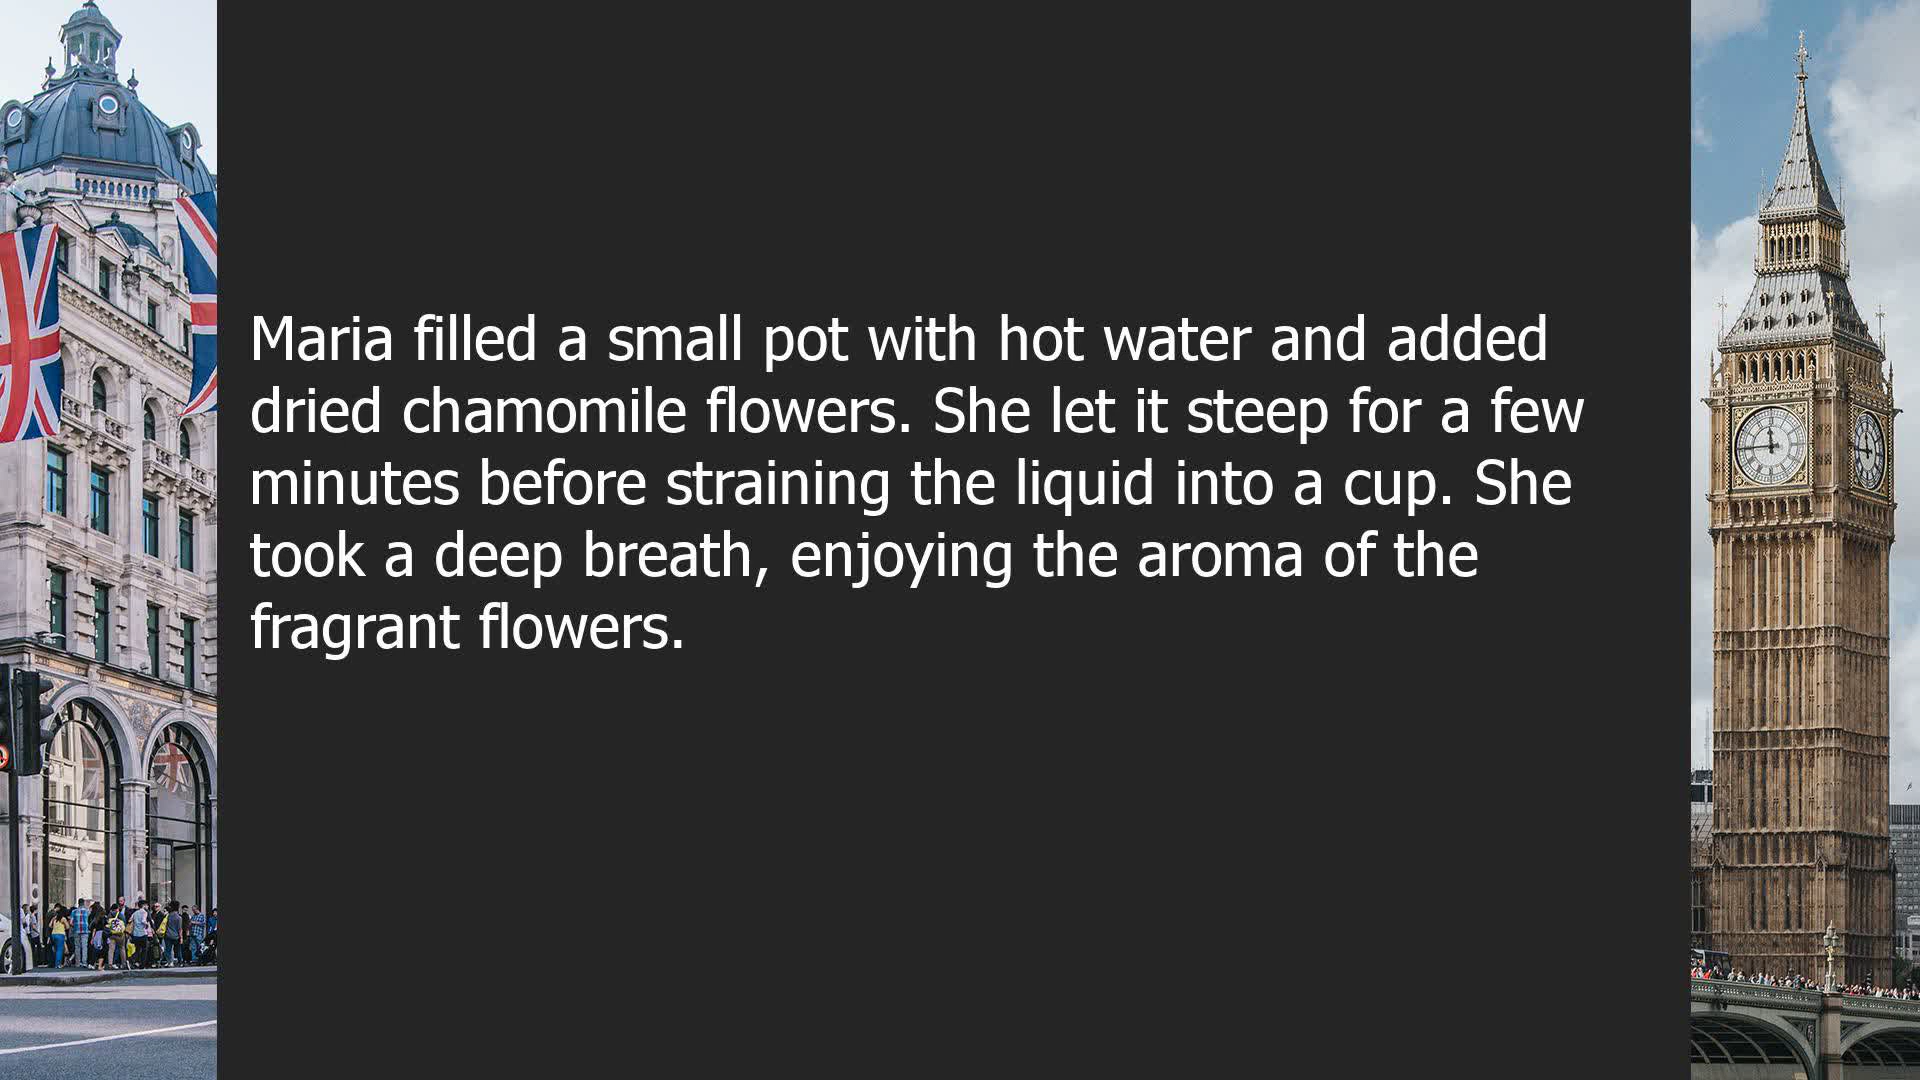 Maria filled a small pot with hot water and added
dried chamomile flowers. She let it steep for a few
minutes before straining the liquid into a cup. She
took a deep breath, enjoying the aroma of the
fragrant flowers.